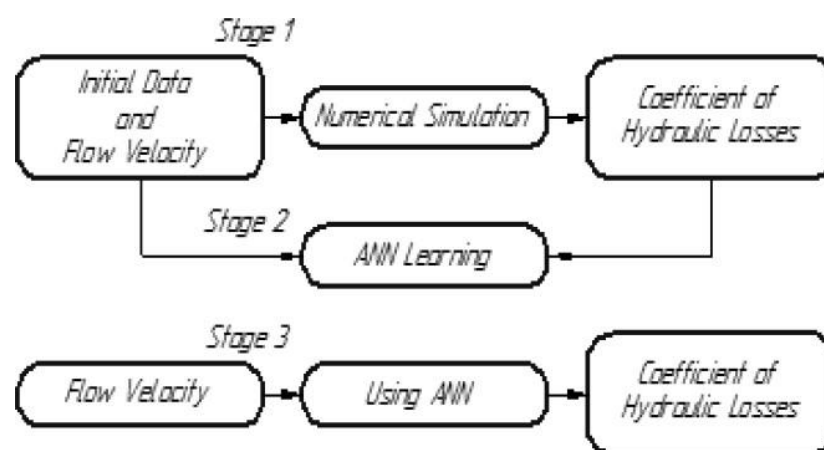 Stage 1
Initial Data
and
Flow Velocity
Numerical Simulation
Coefficient of
Hydraulic Losses
Stage 2
ANN Learning
Stage 3
Flow Velocity
Using ANN
Coefficient of
Hydraulic Losses